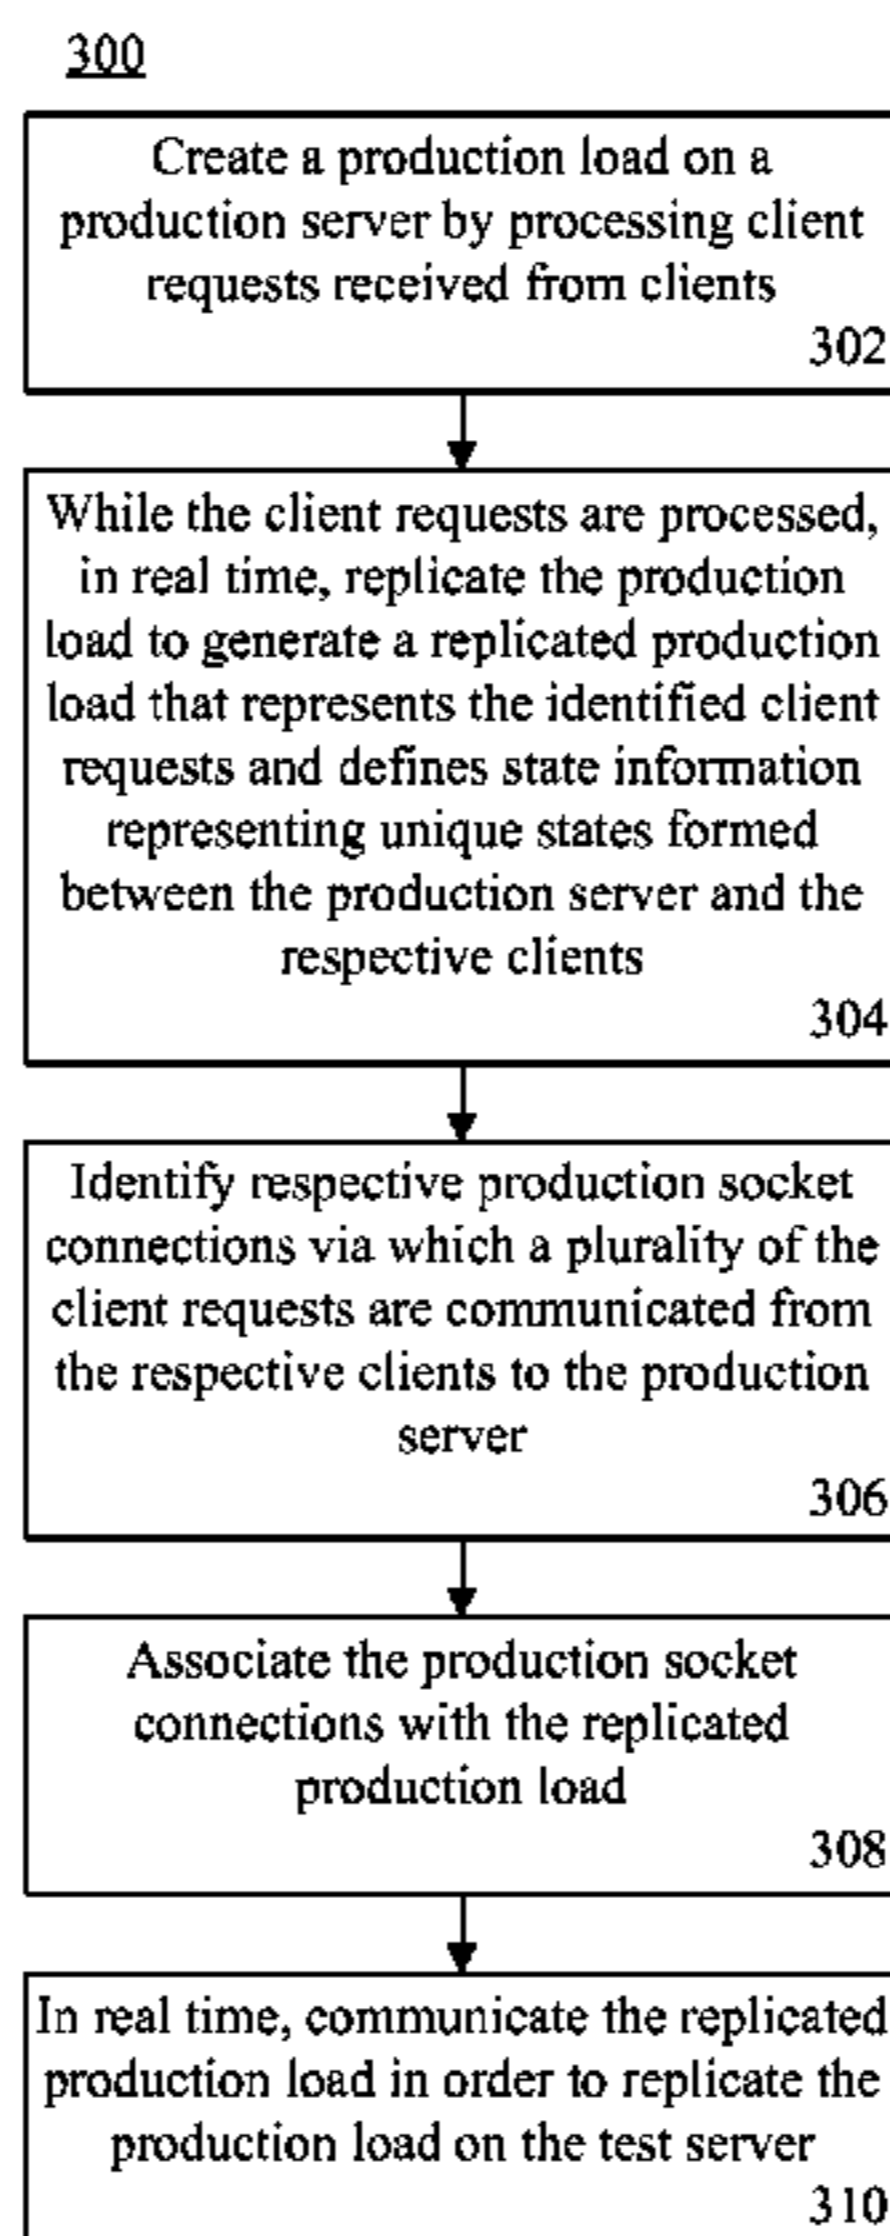 300
Create a production load on a
production server by processing client
requests received from clients
302
While the client requests are processed,
in real time, replicate the production
load to generate a replicated production
load that represents the identified client
requests and defines state information
representing unique states formed
between the production server and the
respective clients
304
Identify respective production socket
connections via which a plurality of the
client requests are communicated from
the respective clients to the production
server
306
Associate the production socket
connections with the replicated
production load
308
In real time, communicate the replicated
production load in order to replicate the
production load on the test server
310